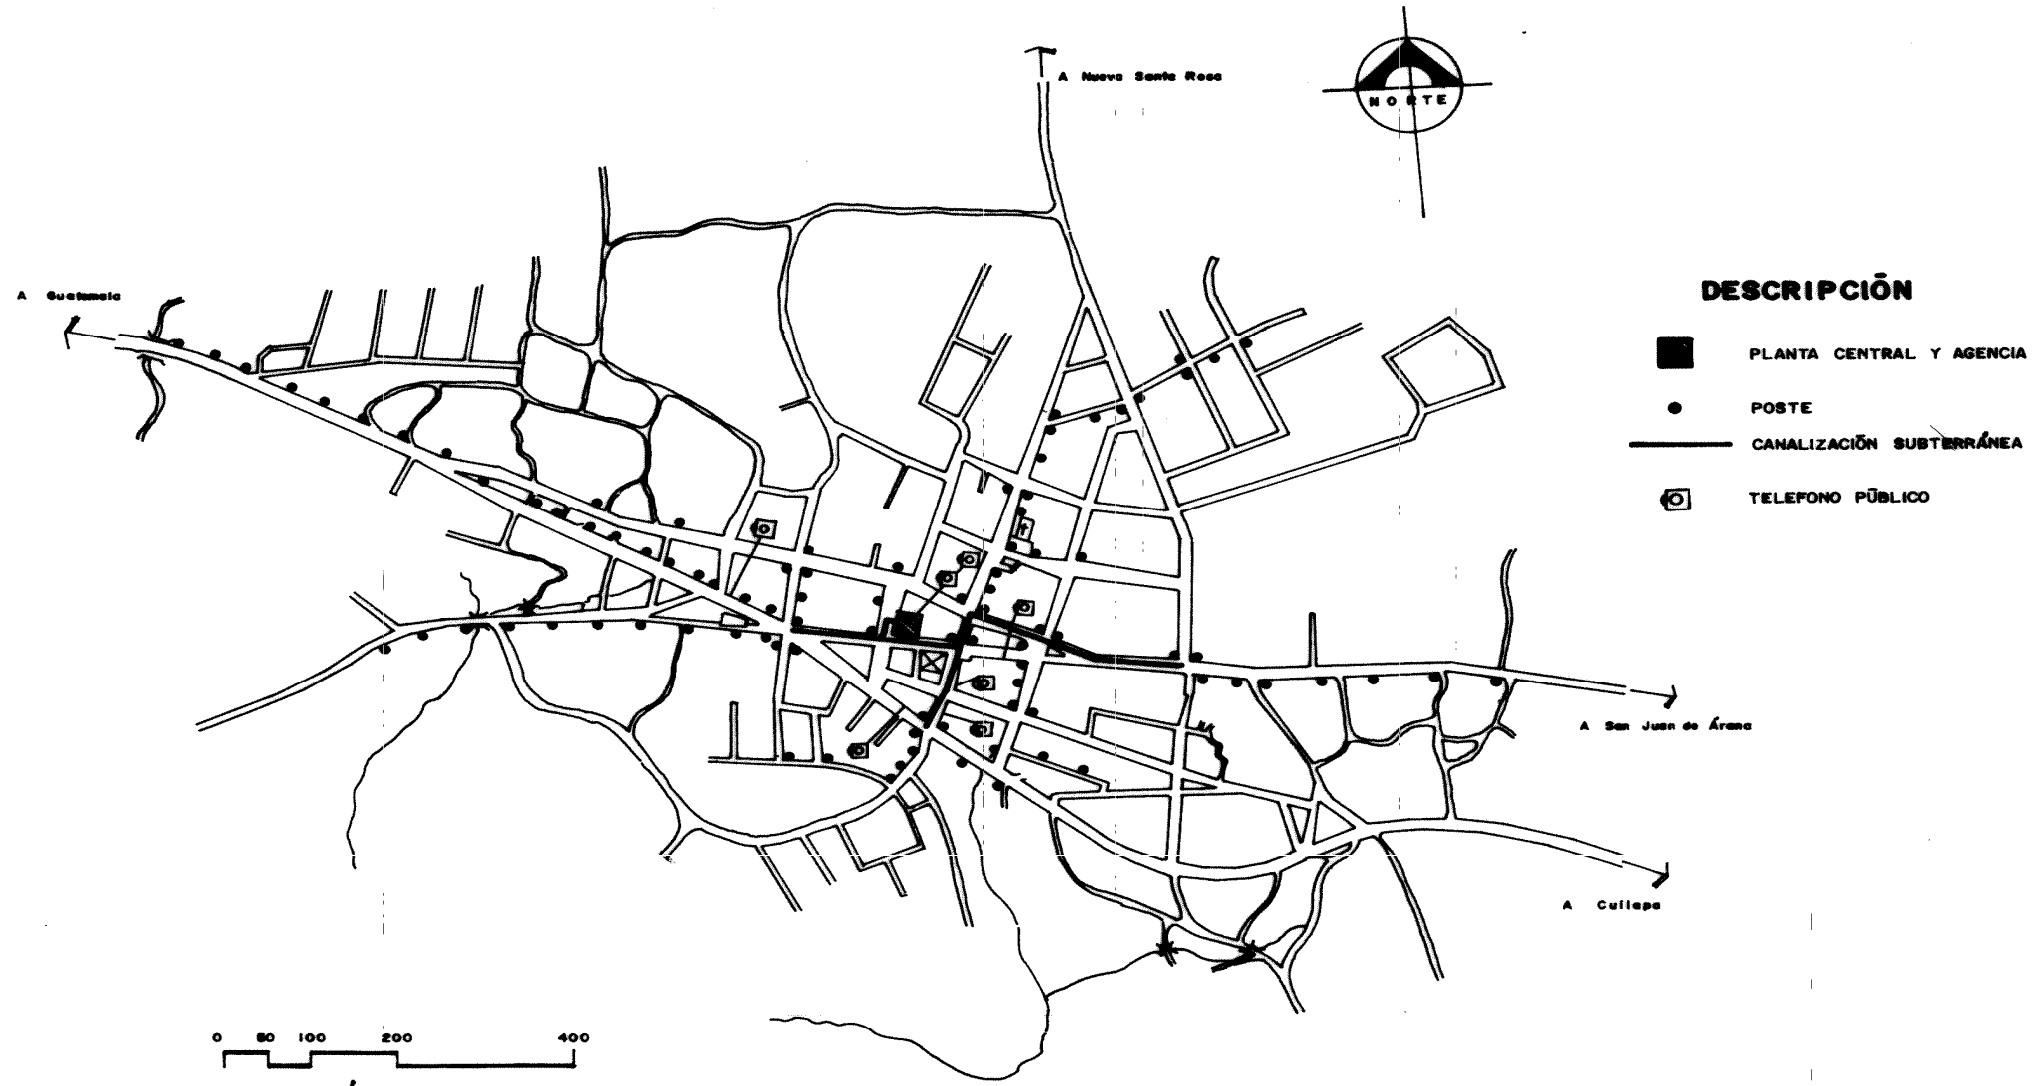 A Nueva Santa Rosa
NORTE
A Guatemala
DESCRIPCIÓN
PLANTA CENTRAL Y AGENCIA
POSTE
CANALIZACIÓN SUBTERRÁNEA
TELEFONO PÚBLICO
A San Juan de Árana
A Cuilapa
0 50 100 200 400